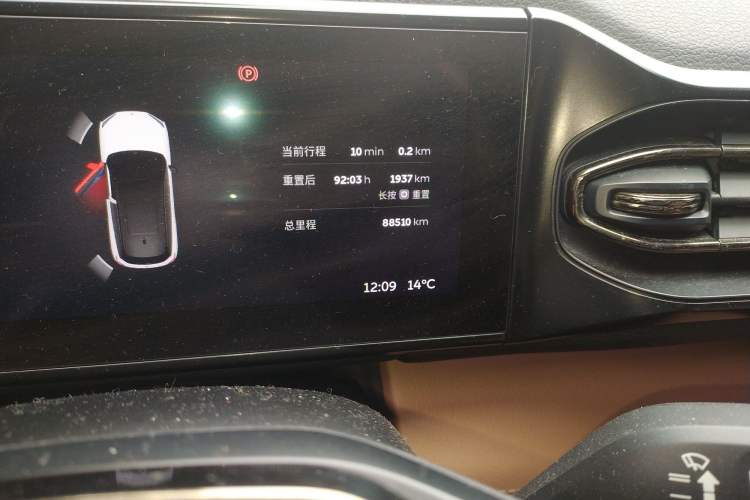 P
当前行程 10 min 0.2 km
重置后 92:03 h 1937 km
长按 重置
总里程 88510 km
12:09 14°C